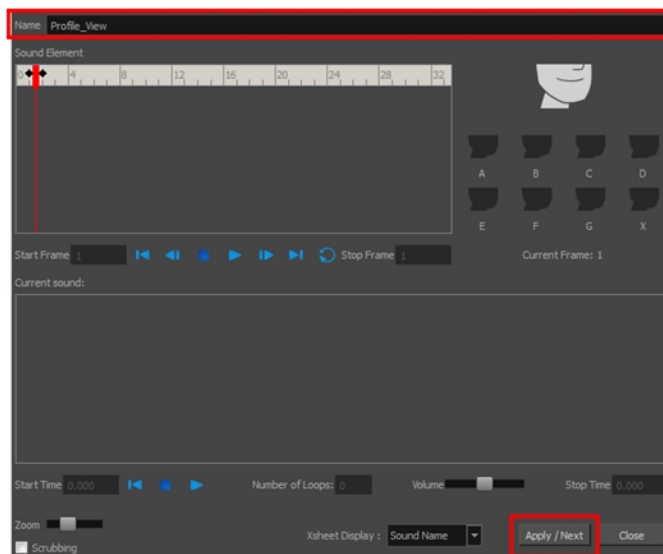 Name Profile_View
Sound Element
0 4 8 12 16 20 24 28 32
A B C D
E F G X
Start Frame 1 Stop Frame 1 Current Frame: 1
Current sound:
Start Time 0.000 Number of Loops: 0 Volume Stop Time 0.000
Zoom
Xsheet Display : Sound Name Apply / Next Close
Scrubbing